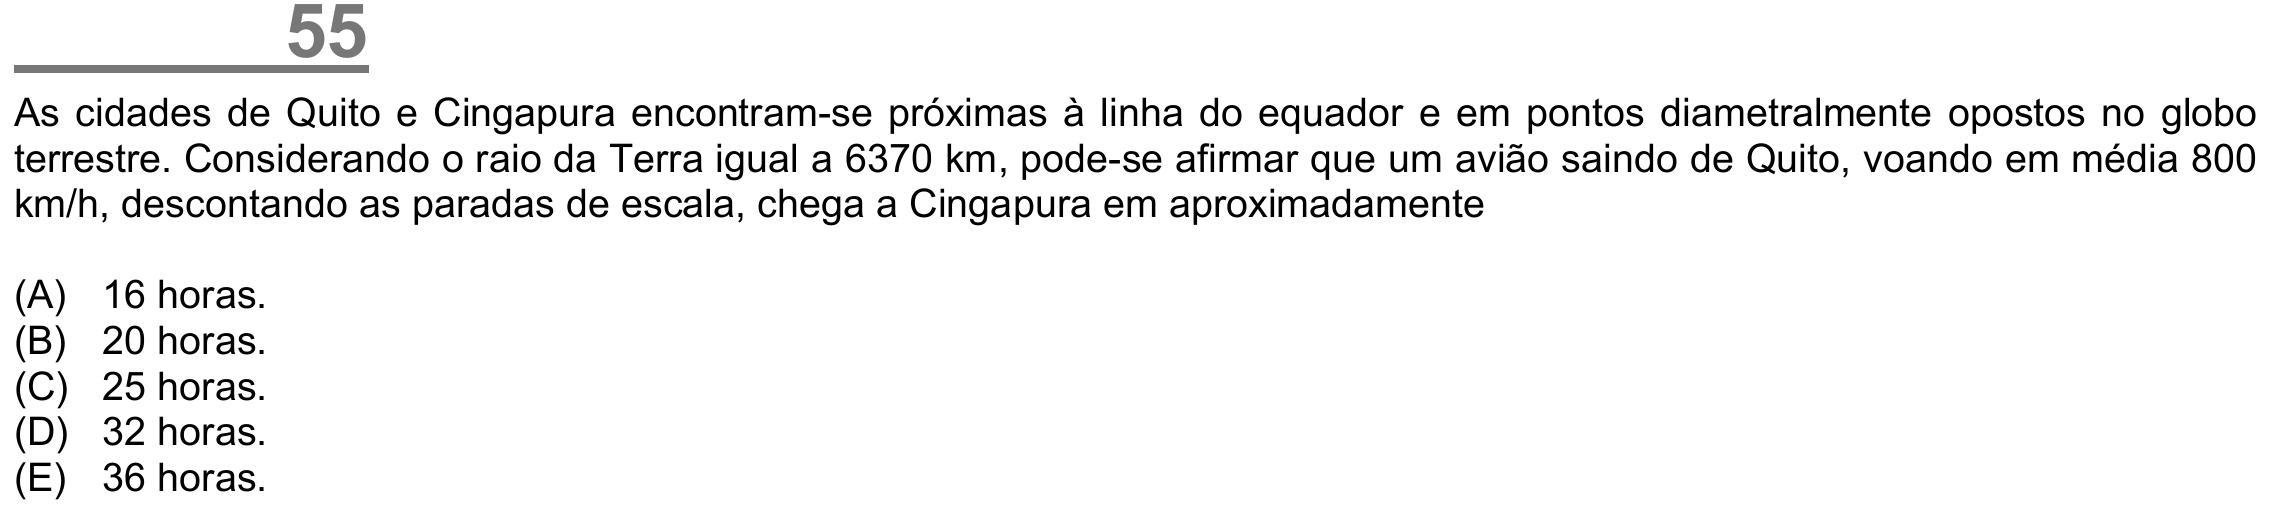 55
As cidades de Quito e Cingapura encontram-se próximas à linha do equador e em pontos diametralmente opostos no globo
terrestre. Considerando o raio da Terra igual a 6370 km, pode-se afirmar que um avião saindo de Quito, voando em média 800
km/h, descontando as paradas de escala, chega a Cingapura em aproximadamente
(A) 16 horas.
(B) 20 horas.
(C) 25 horas.
(D) 32 horas.
(E) 36 horas.